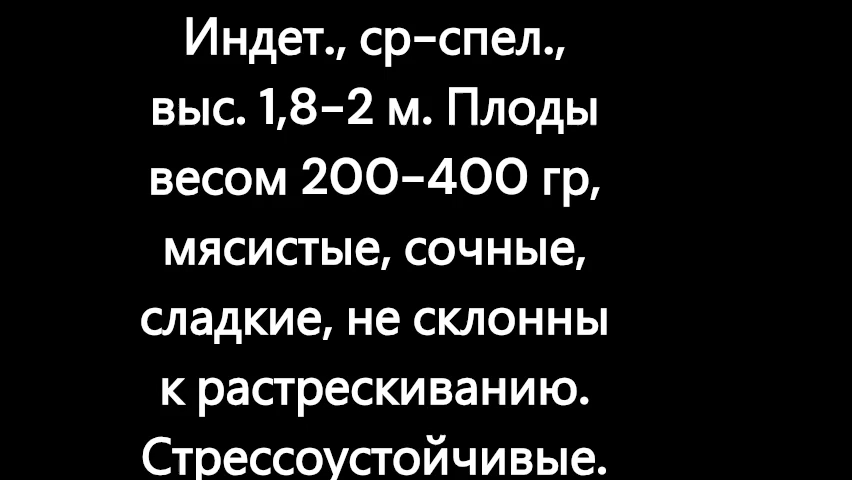 Индет., ср-спел.,
выс. 1,8-2 м. Плоды
весом 200-400 гр,
мясистые, сочные,
сладкие, не склонны
к растрескиванию.
Стрессоустойчивые.